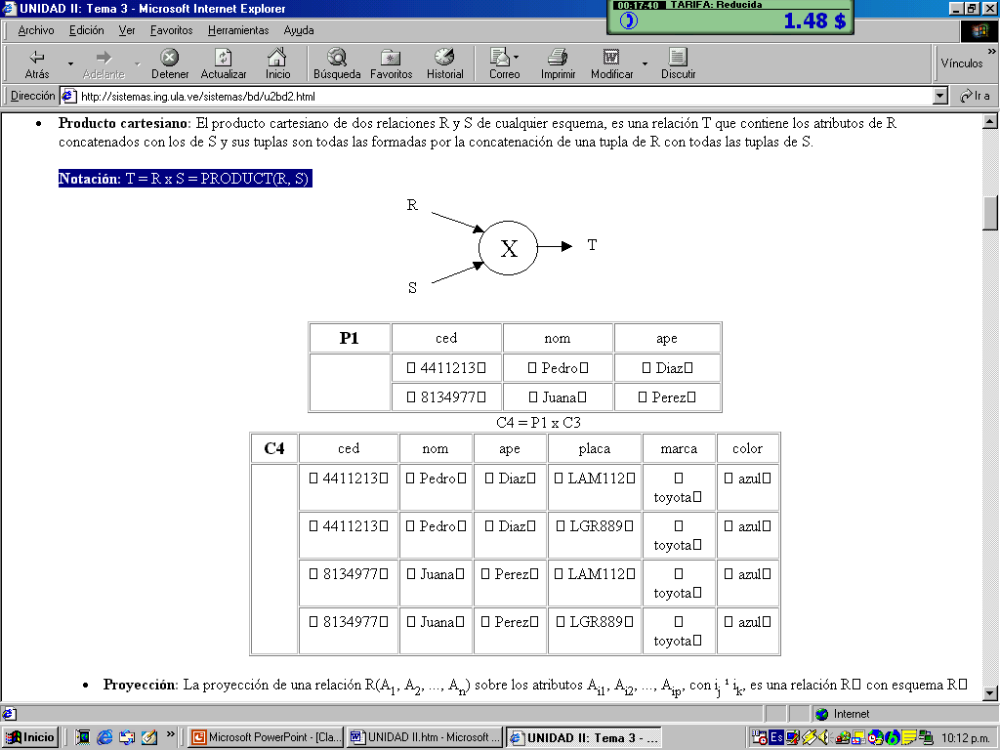 UNIDAD II: Tema 3 - Microsoft Internet Explorer
00:17:40 TARIFA: Reducida
1.48 $
Archivo Edición Ver Favoritos Herramientas Ayuda
Atrás Adelante Detener Actualizar Inicio Búsqueda Favoritos Historial Correo Imprimir Modificar Discutir Vínculos »
Dirección http://sistemas.ing.ula.ve/sistemas/bd/u2bd2.html Ir a
• Producto cartesiano: El producto cartesiano de dos relaciones R y S de cualquier esquema, es una relación T que contiene los atributos de R
concatenados con los de S y sus tuplas son todas las formadas por la concatenación de una tupla de R con todas las tuplas de S.
Notación: T = R x S = PRODUCT(R, S)
R
X T
S
P1 ced nom ape
▯ 4411213▯ ▯ Pedro▯ ▯ Diaz▯
▯ 8134977▯ ▯ Juana▯ ▯ Perez▯
C4 = P1 x C3
C4 ced nom ape placa marca color
▯ 4411213▯ ▯ Pedro▯ ▯ Diaz▯ ▯ LAM112▯ ▯ ▯ azul▯
toyota▯
▯ 4411213▯ ▯ Pedro▯ ▯ Diaz▯ ▯ LGR889▯ ▯ ▯ azul▯
toyota▯
▯ 8134977▯ ▯ Juana▯ ▯ Perez▯ ▯ LAM112▯ ▯ ▯ azul▯
toyota▯
▯ 8134977▯ ▯ Juana▯ ▯ Perez▯ ▯ LGR889▯ ▯ ▯ azul▯
toyota▯
• Proyección: La proyección de una relación R(A1, A2, ..., An) sobre los atributos Ai1, Ai2, ..., Aip, con ij ¹ ik, es una relación R▯ con esquema R▯
Internet
Inicio » Microsoft PowerPoint - [Cla... UNIDAD II.htm - Microsoft ... UNIDAD II: Tema 3 - ... Es 10:12 p.m.